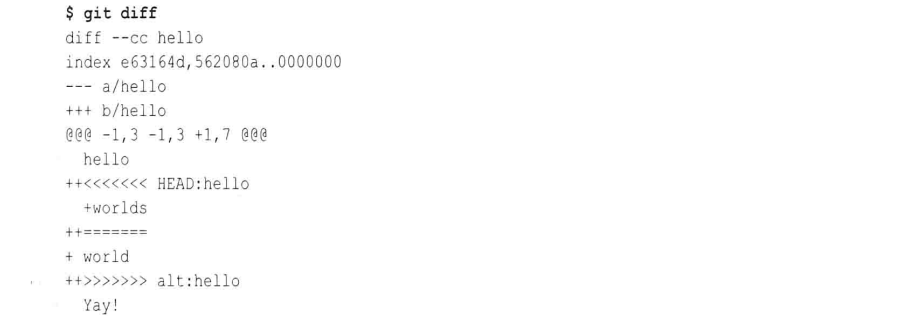 $ git diff
diff --cc hello
index e63164d,562080a..0000000
--- a/hello
+++ b/hello
@@@ -1,3 -1,3 +1,7 @@@
  hello
++<<<<<<< HEAD:hello
  +worlds
++=======
+ world
++>>>>>>> alt:hello
  Yay!